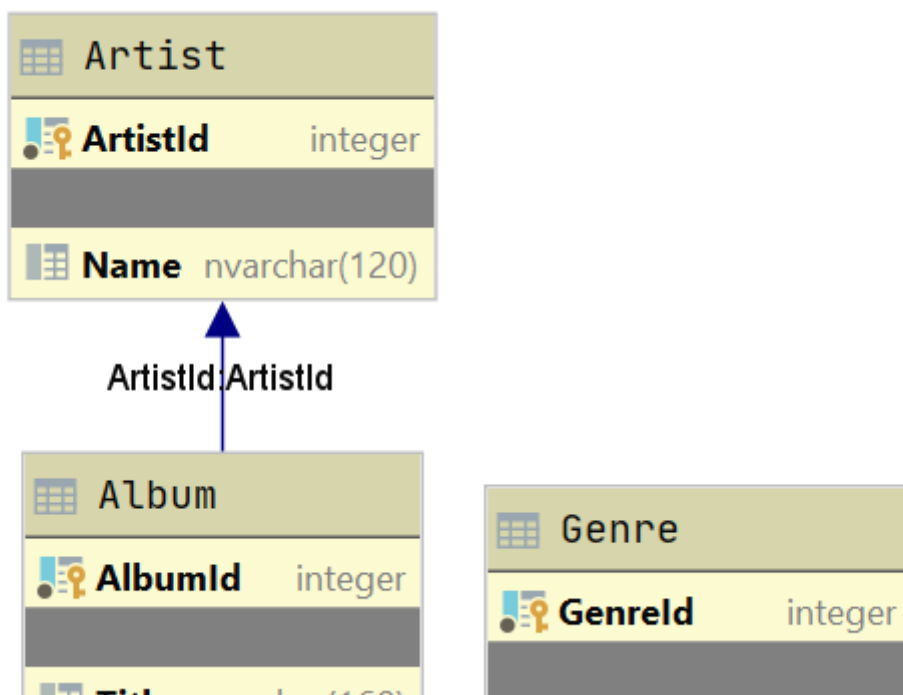 Artist
ArtistId integer
Name nvarchar(120)
ArtistId:ArtistId
Album
AlbumId integer
Genre
GenreId integer